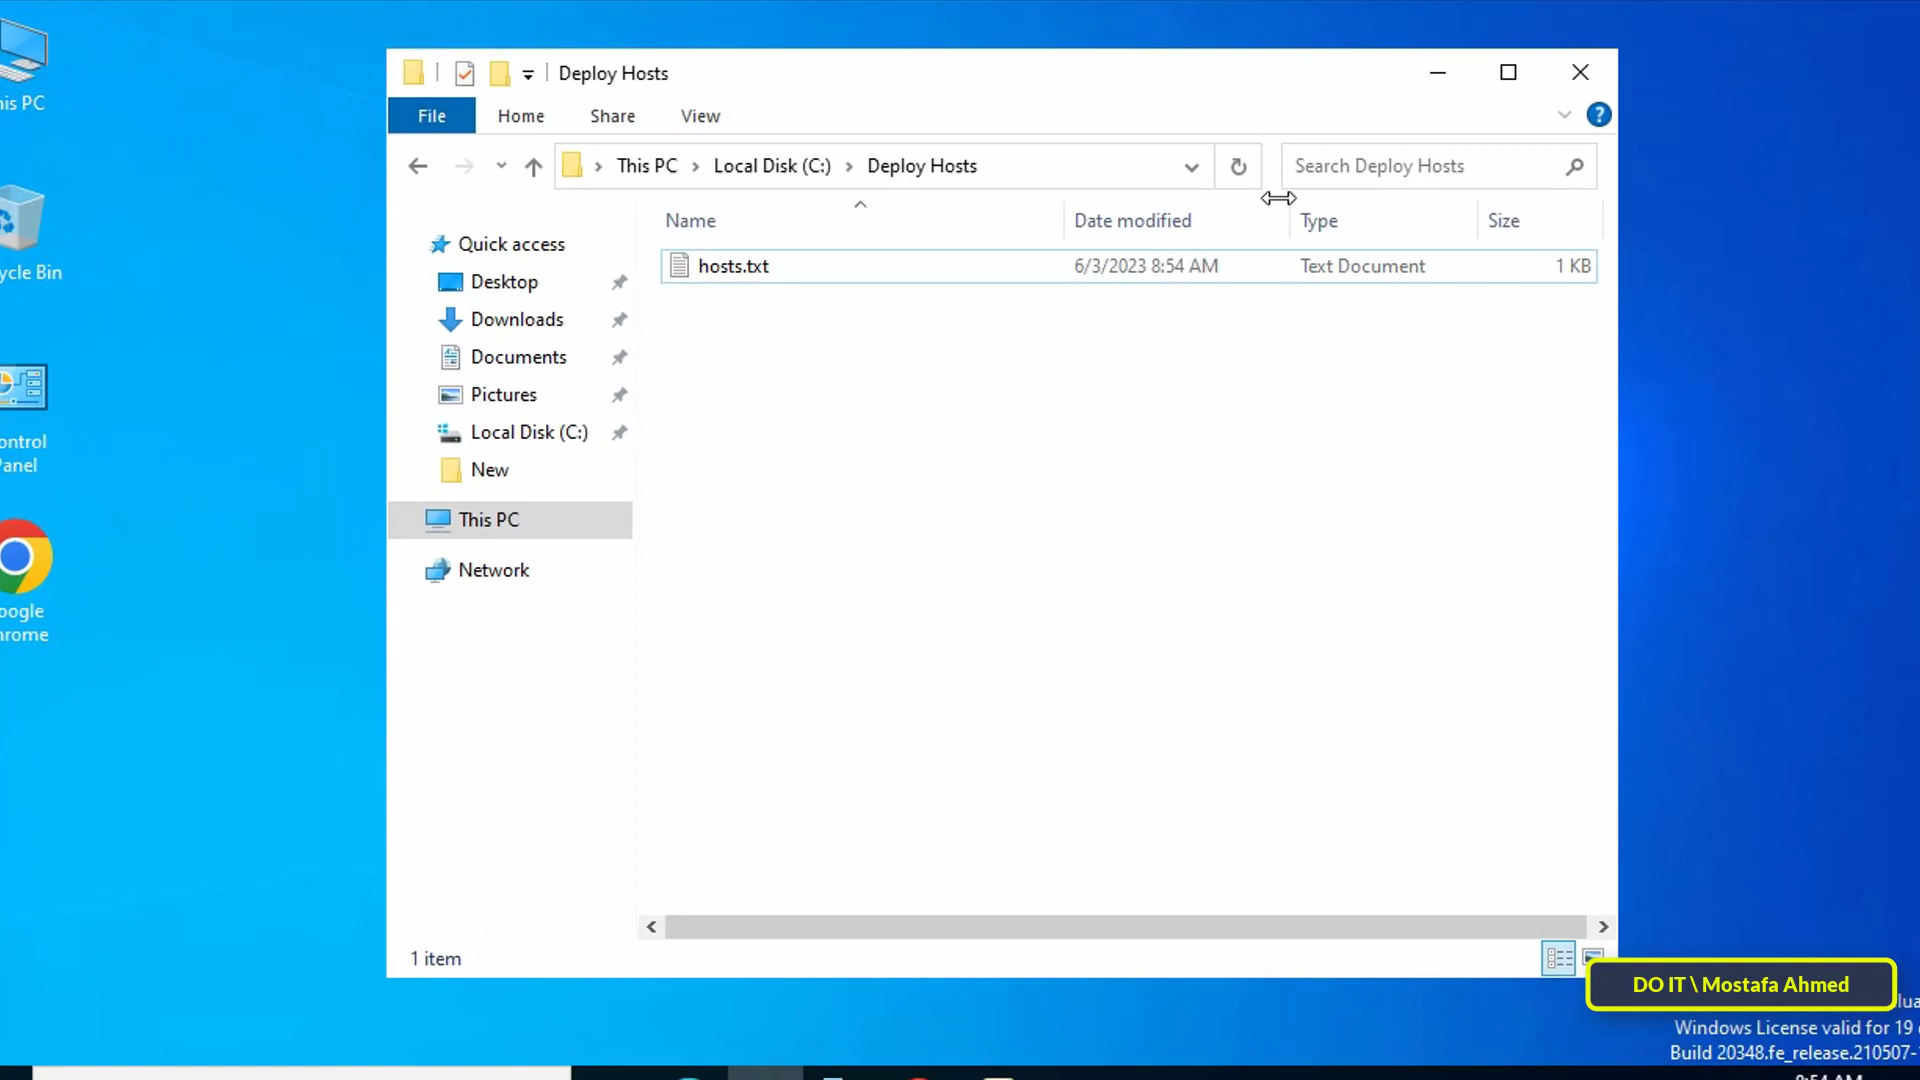 his PC
ycle Bin
ontrol
Panel
oogle
hrome
Deploy Hosts
File
Home
Share
View
This PC
Local Disk (C:)
Deploy Hosts
Search Deploy Hosts
Name
Date modified
Type
Size
hosts.txt
6/3/2023 8:54 AM
Text Document
1 KB
Quick access
Desktop
Downloads
Documents
Pictures
Local Disk (C:)
New
This PC
Network
1 item
DO IT \ Mostafa Ahmed
Windows License valid for 19
Build 20348.fe_release.210507-